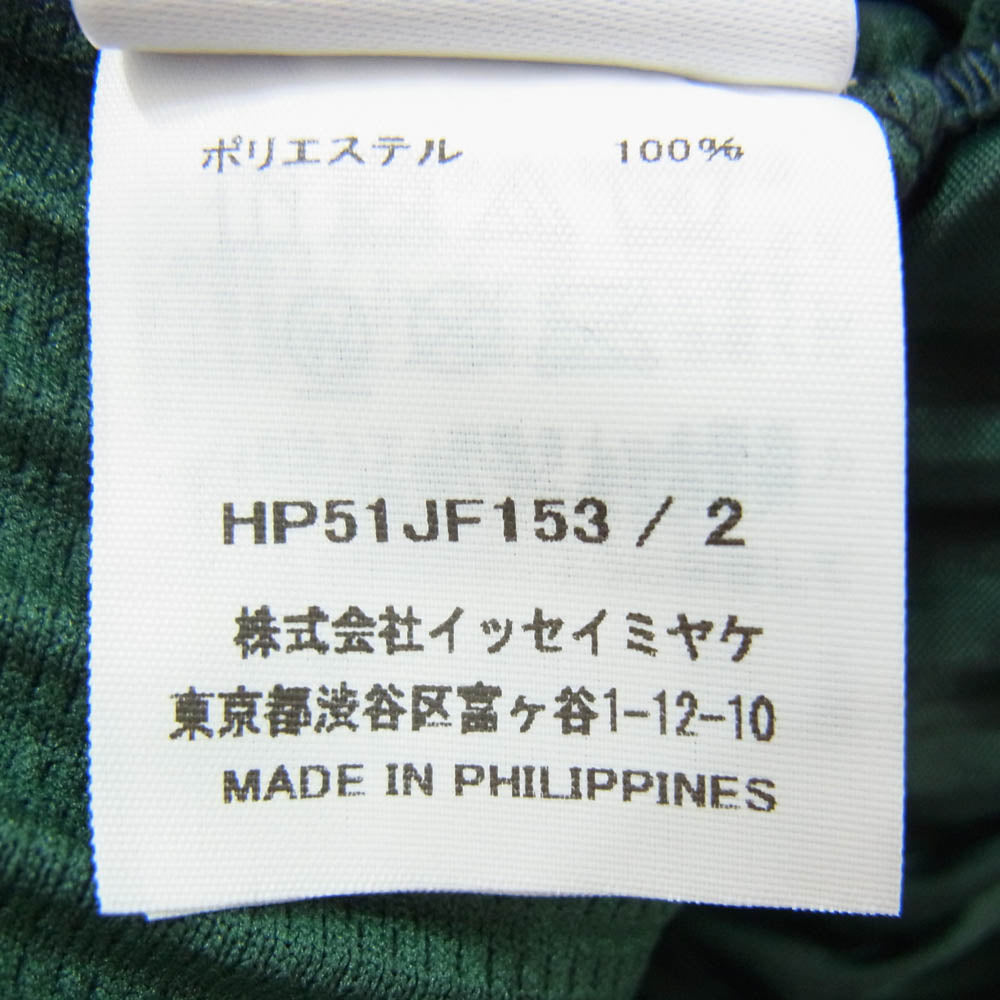 ポリエステル 100%
HP51JF153 / 2
株式会社イッセイミヤケ
東京都渋谷区富ヶ谷1-12-10
MADE IN PHILIPPINES